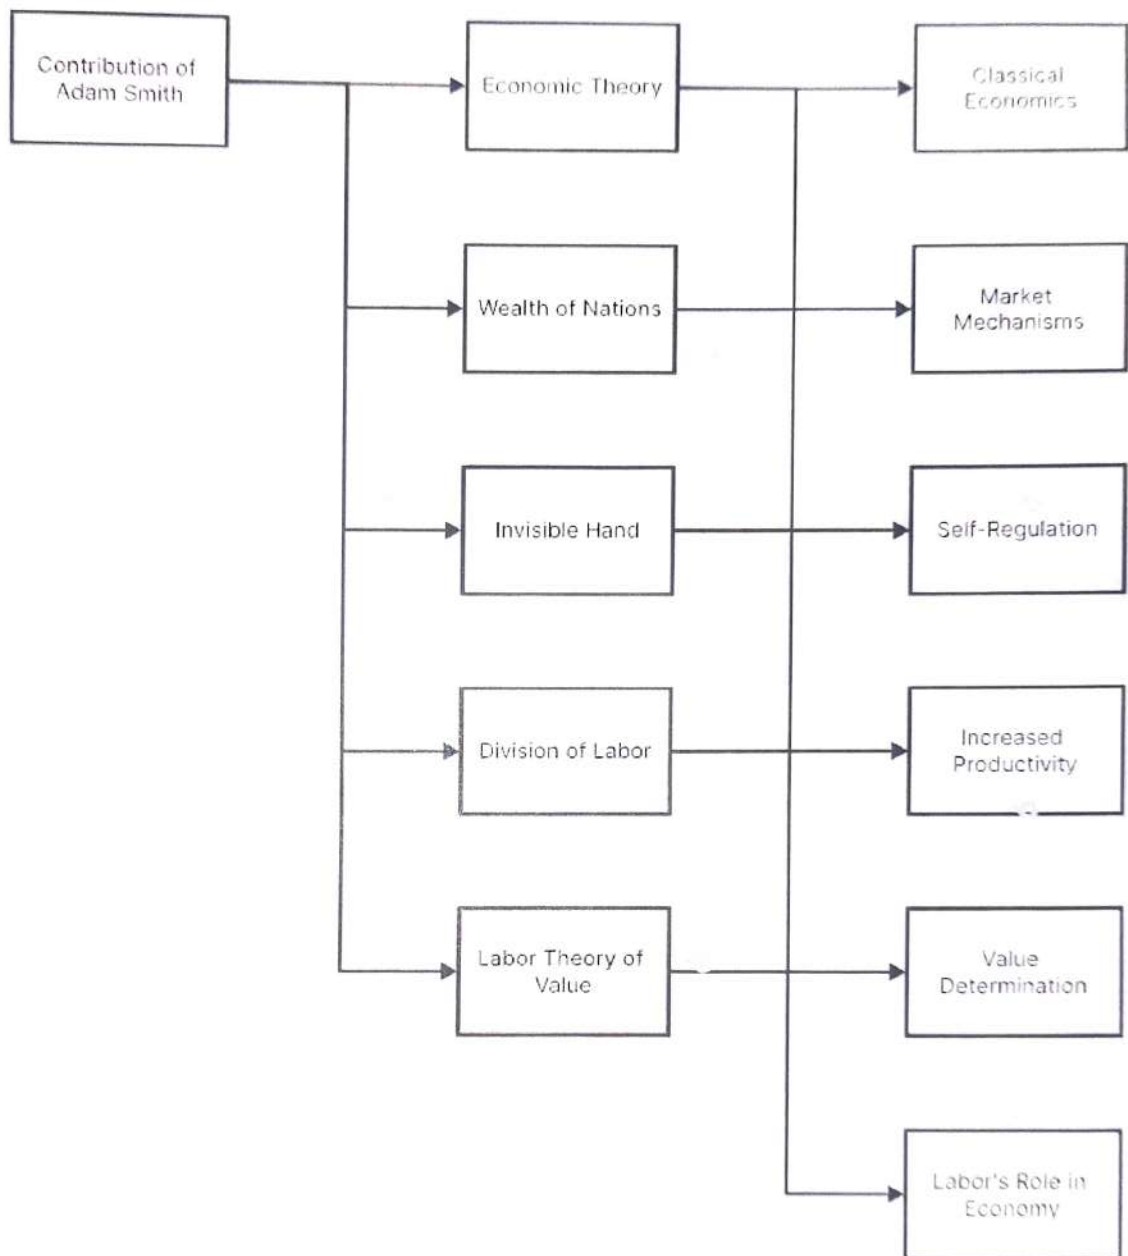 Contribution of
Adam Smith
Economic Theory
Classical
Economics
Wealth of Nations
Market
Mechanisms
Invisible Hand
Self-Regulation
Division of Labor
Increased
Productivity
Labor Theory of
Value
Value
Determination
Labor's Role in
Economy